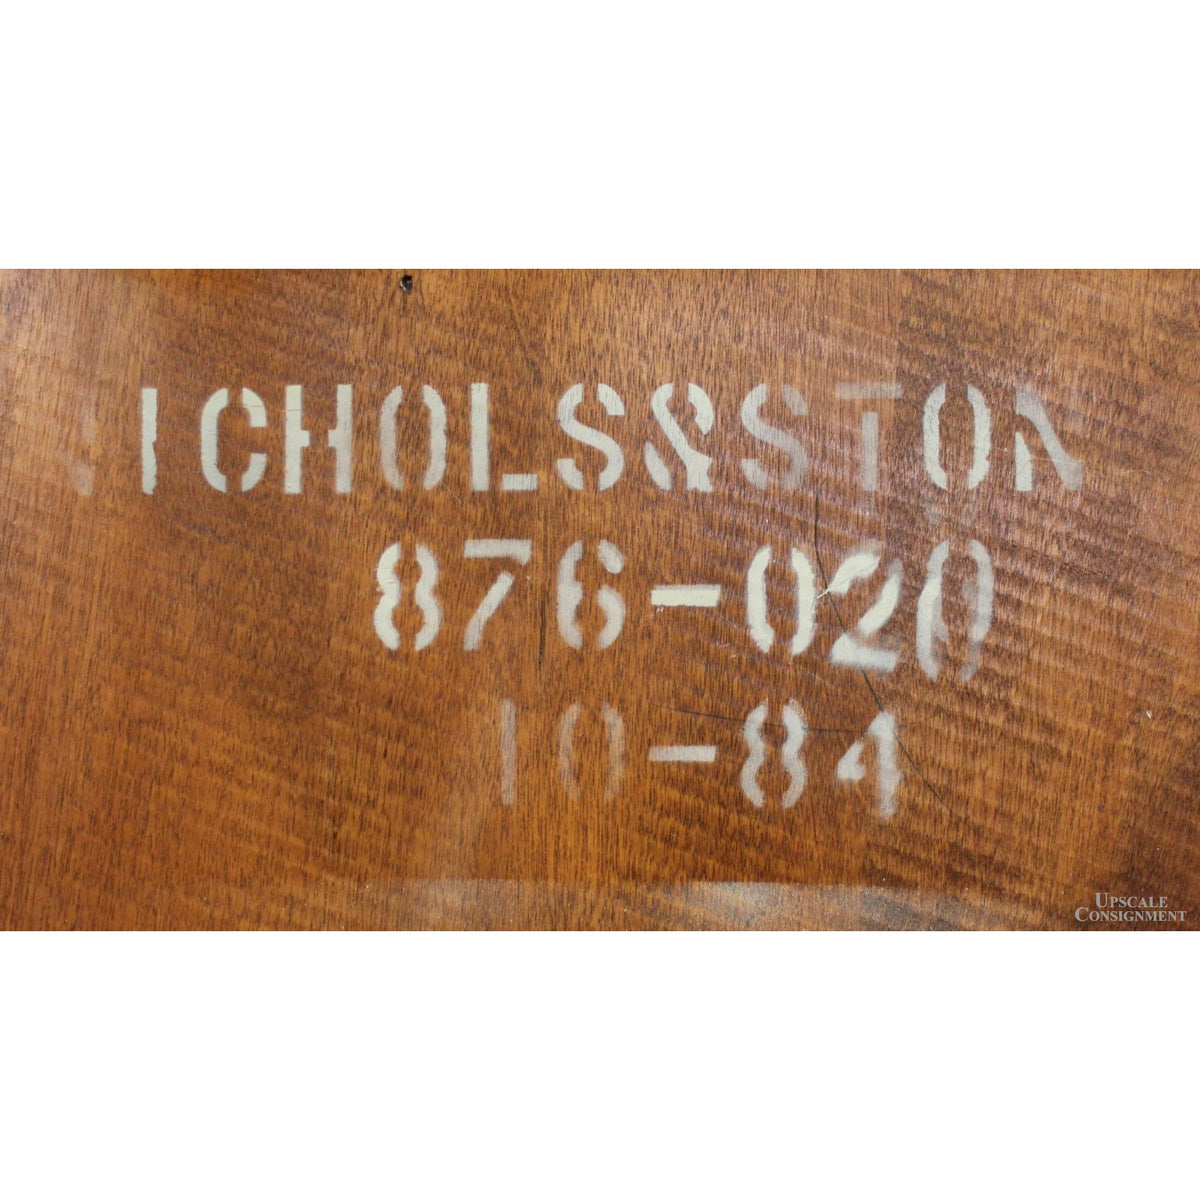 ICHOLS&STON
876-020
10-84
UPSCALE
CONSIGNMENT